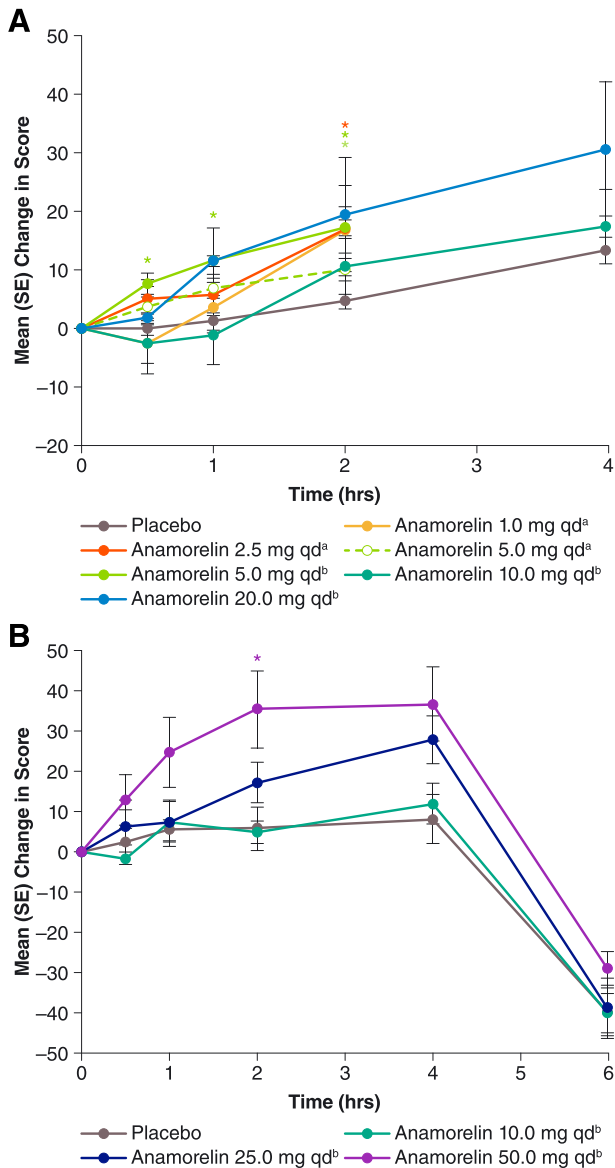 A
50
40
30
20
10
0
–10
–20
Mean (SE) Change in Score
*
*
*
*
*
0 1 2 3 4
Time (hrs)
Placebo Anamorelin 1.0 mg qdᵃ
Anamorelin 2.5 mg qdᵃ Anamorelin 5.0 mg qdᵃ
Anamorelin 5.0 mg qdᵇ Anamorelin 10.0 mg qdᵇ
Anamorelin 20.0 mg qdᵇ
B
50
40
30
20
10
0
–10
–20
–30
–40
–50
Mean (SE) Change in Score
*
0 1 2 3 4 5 6
Time (hrs)
Placebo Anamorelin 10.0 mg qdᵇ
Anamorelin 25.0 mg qdᵇ Anamorelin 50.0 mg qdᵇ